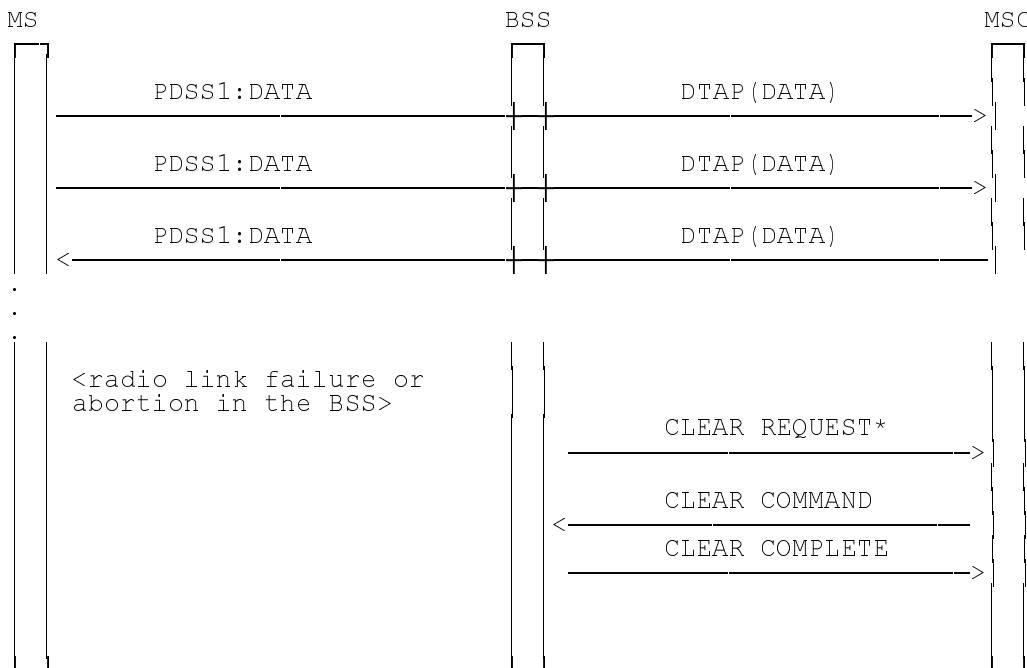 MS BSS MSC
PDSS1:DATA DTAP(DATA)
PDSS1:DATA DTAP(DATA)
PDSS1:DATA DTAP(DATA)
.
.
.
<radio link failure or
abortion in the BSS>
CLEAR REQUEST*
CLEAR COMMAND
CLEAR COMPLETE